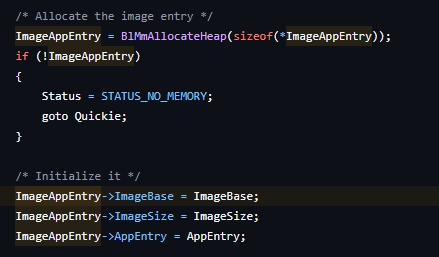 /* Allocate the image entry */
ImageAppEntry = BlMmAllocateHeap(sizeof(*ImageAppEntry));
if (!ImageAppEntry)
{
    Status = STATUS_NO_MEMORY;
    goto Quickie;
}

/* Initialize it */
ImageAppEntry->ImageBase = ImageBase;
ImageAppEntry->ImageSize = ImageSize;
ImageAppEntry->AppEntry = AppEntry;